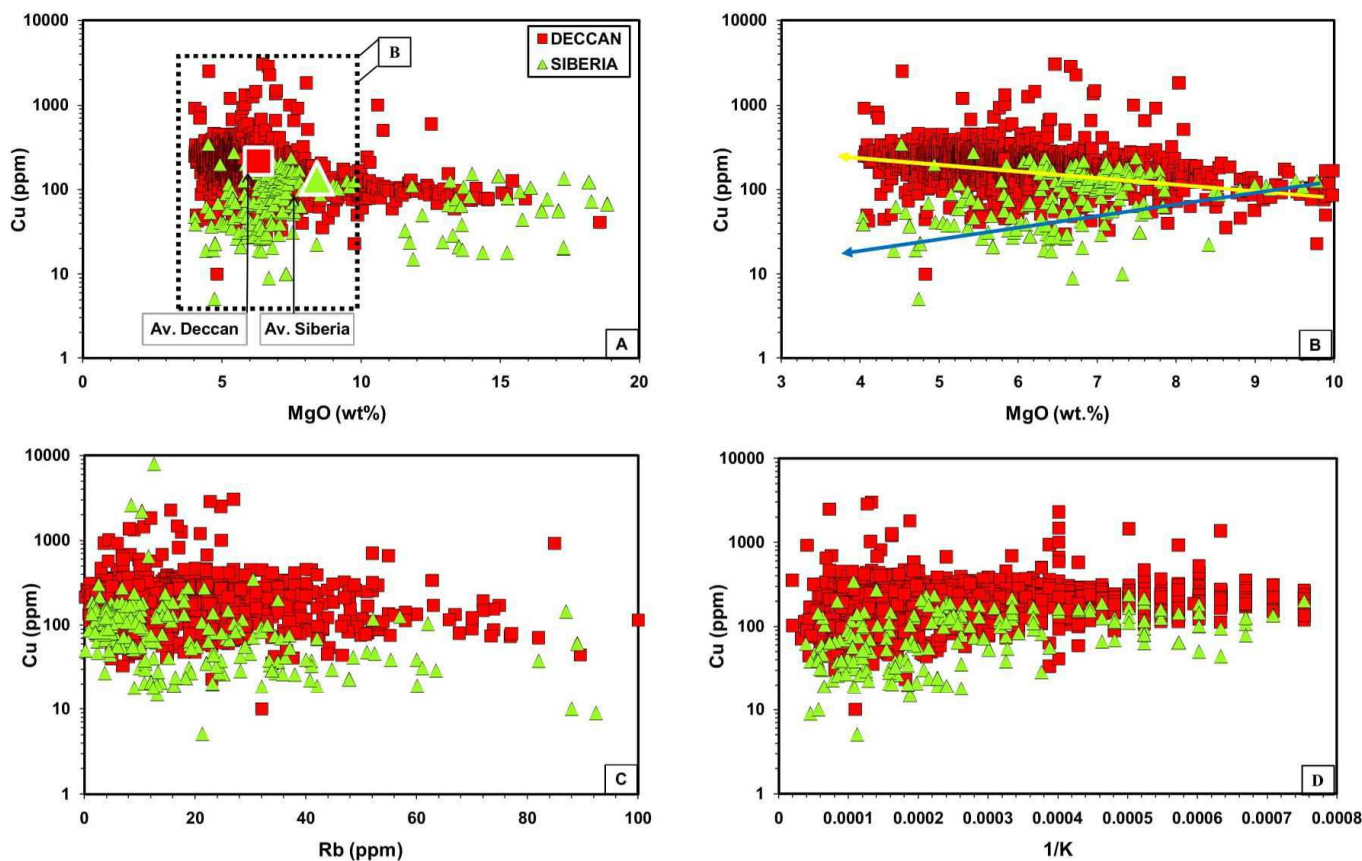 10000
1000
100
10
1
Cu (ppm)
B
DECCAN
SIBERIA
Av. Deccan
Av. Siberia
A
0 5 10 15 20
MgO (wt%)
10000
1000
100
10
1
Cu (ppm)
B
3 4 5 6 7 8 9 10
MgO (wt.%)
10000
1000
100
10
1
Cu (ppm)
C
0 20 40 60 80 100
Rb (ppm)
10000
1000
100
10
1
Cu (ppm)
D
0 0.0001 0.0002 0.0003 0.0004 0.0005 0.0006 0.0007 0.0008
1/K